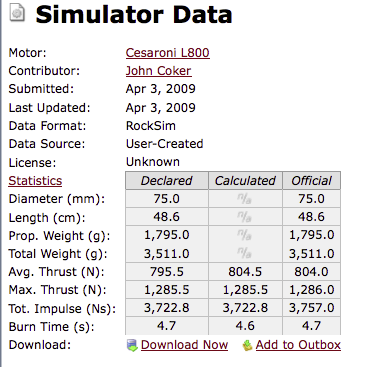 Simulator Data
Motor: Cesaroni L800
Contributor: John Coker
Submitted: Apr 3, 2009
Last Updated: Apr 3, 2009
Data Format: RockSim
Data Source: User-Created
License: Unknown
Statistics Declared Calculated Official
Diameter (mm): 75.0 n/a 75.0
Length (cm): 48.6 n/a 48.6
Prop. Weight (g): 1,795.0 n/a 1,795.0
Total Weight (g): 3,511.0 n/a 3,511.0
Avg. Thrust (N): 795.5 804.5 804.0
Max. Thrust (N): 1,285.5 1,285.5 1,286.0
Tot. Impulse (Ns): 3,722.8 3,722.8 3,757.0
Burn Time (s): 4.7 4.6 4.7
Download: Download Now Add to Outbox